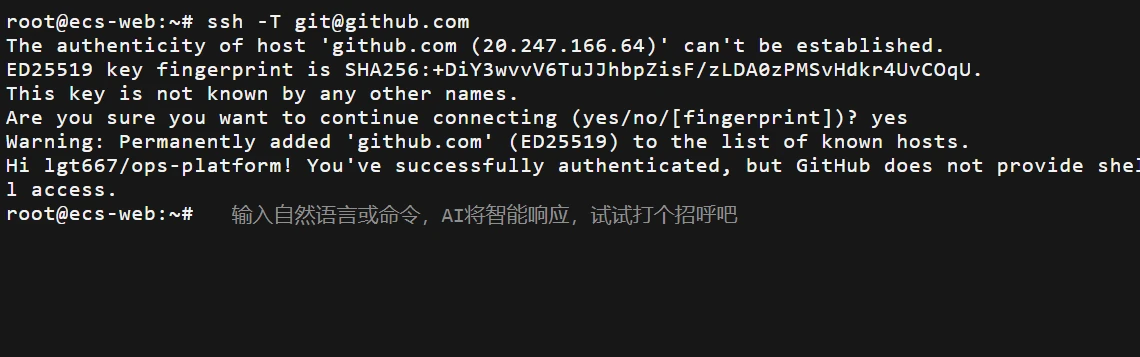 root@ecs-web:~# ssh -T git@github.com
The authenticity of host 'github.com (20.247.166.64)' can't be established.
ED25519 key fingerprint is SHA256:+DiY3wvvV6TuJJhbpZisF/zLDA0zPMSvHdkr4UvCOqU.
This key is not known by any other names.
Are you sure you want to continue connecting (yes/no/[fingerprint])? yes
Warning: Permanently added 'github.com' (ED25519) to the list of known hosts.
Hi lgt667/ops-platform! You've successfully authenticated, but GitHub does not provide shel
l access.
root@ecs-web:~# 输入自然语言或命令，AI将智能响应，试试打个招呼吧